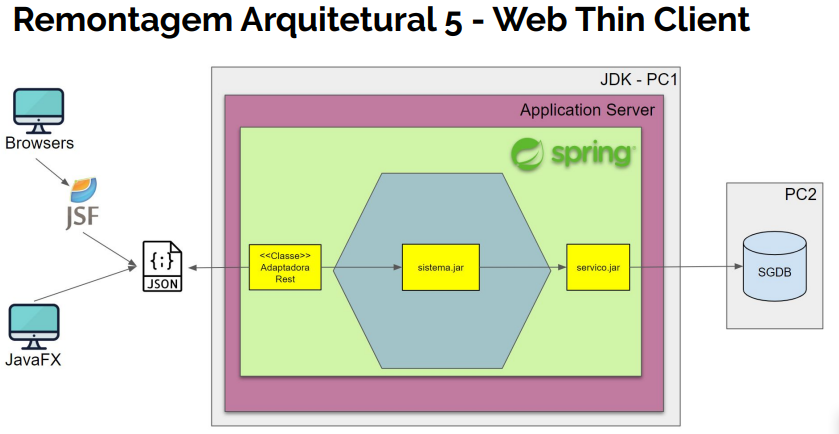 Remontagem Arquitetural 5 - Web Thin Client
JDK - PC1
Application Server
spring
Browsers
JSF
{;}
JSON
<<Classe>>
Adaptadora
Rest
sistema.jar
servico.jar
PC2
SGDB
JavaFX